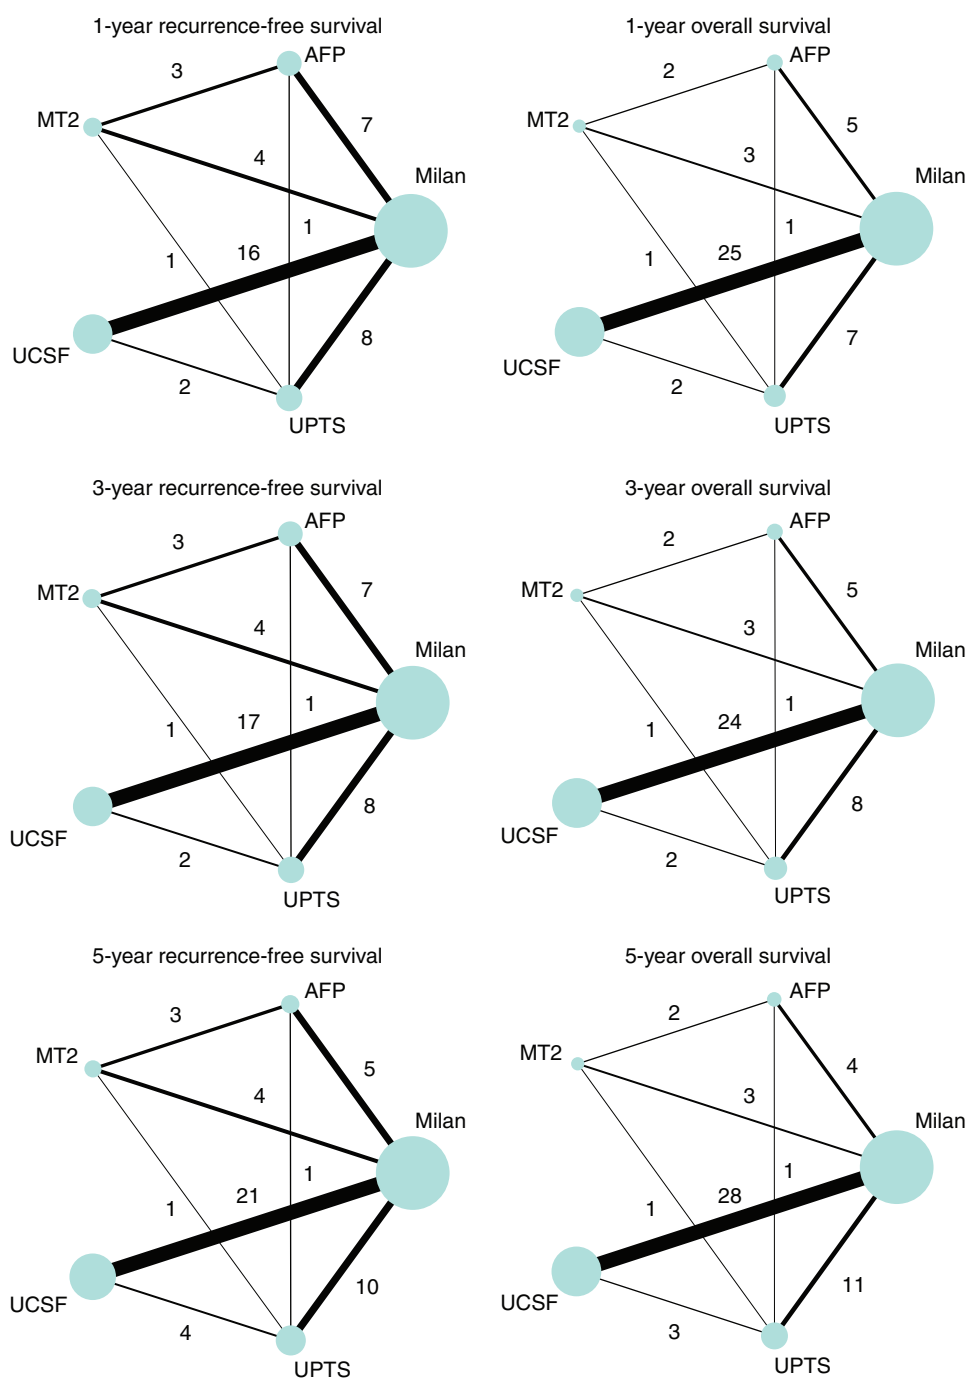 1-year recurrence-free survival
AFP
3
MT2
7
4
Milan
1
16
1
8
UCSF
2
UPTS
1-year overall survival
AFP
2
MT2
5
3
Milan
1
25
1
7
UCSF
2
UPTS
3-year recurrence-free survival
AFP
3
MT2
7
4
Milan
1
17
1
8
UCSF
2
UPTS
3-year overall survival
AFP
2
MT2
5
3
Milan
1
24
1
8
UCSF
2
UPTS
5-year recurrence-free survival
AFP
3
MT2
5
4
Milan
1
21
1
10
UCSF
4
UPTS
5-year overall survival
AFP
2
MT2
4
3
Milan
1
28
1
11
UCSF
3
UPTS